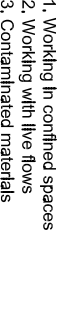 1. Working in confined spaces
2. Working with live flows
3. Contaminated materials